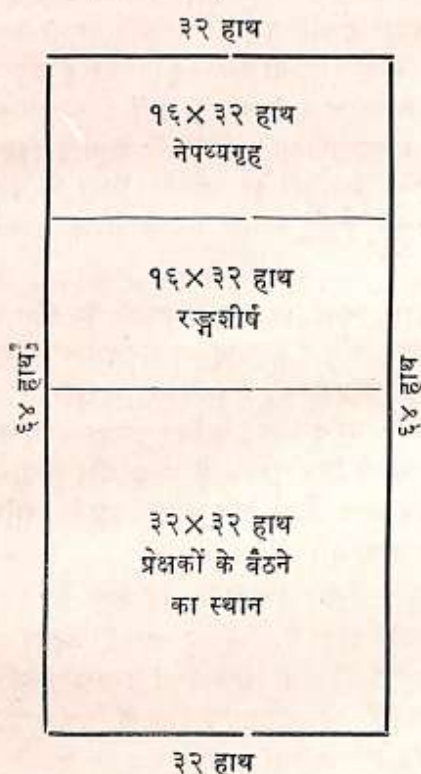 ३२ हाथ
१६×३२ हाथ
नेपथ्यगृह
१६×३२ हाथ
रङ्गशीर्ष
६४ हाथ
६४ हाथ
३२×३२ हाथ
प्रेक्षकों के बैठने
का स्थान
३२ हाथ